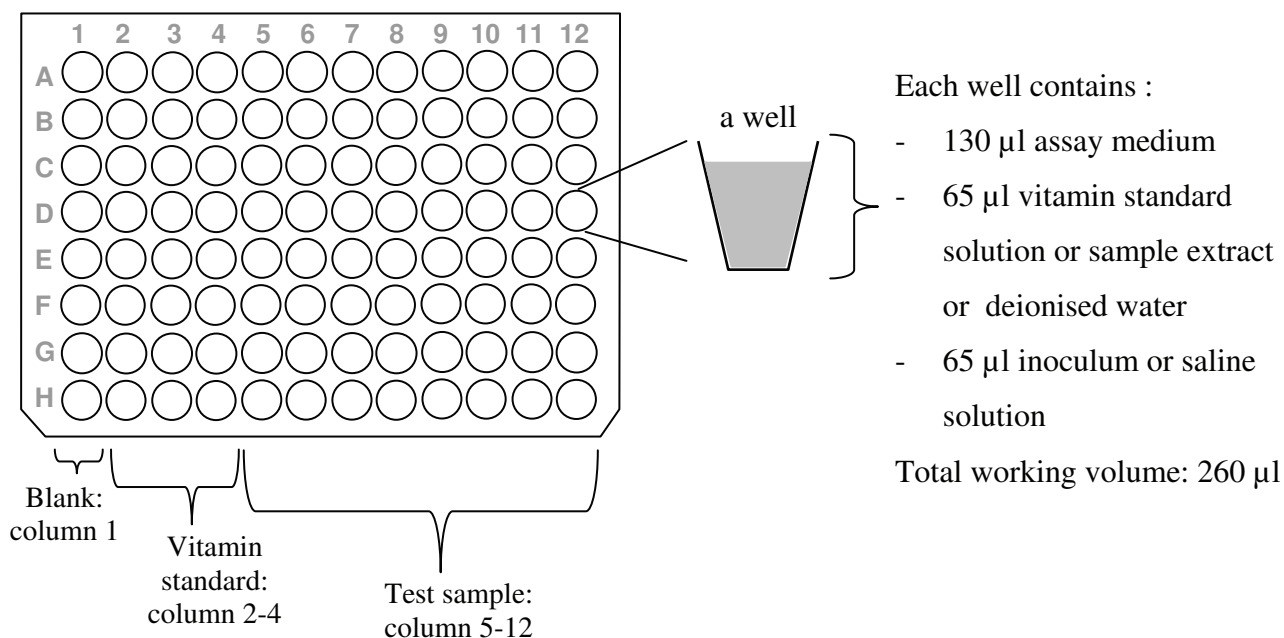 1 2 3 4 5 6 7 8 9 10 11 12
A
B
C
D
E
F
G
H
a well
Each well contains :
- 130 µl assay medium
- 65 µl vitamin standard
solution or sample extract
or deionised water
- 65 µl inoculum or saline
solution
Total working volume: 260 µl
Blank:
column 1
Vitamin
standard:
column 2-4
Test sample:
column 5-12